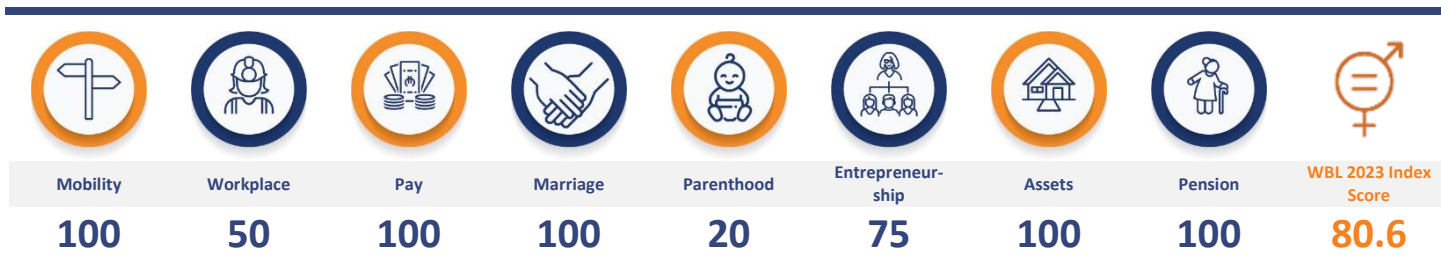 Mobility
Workplace
Pay
Marriage
Parenthood
Entrepreneur-
ship
Assets
Pension
WBL 2023 Index
Score
100
50
100
100
20
75
100
100
80.6